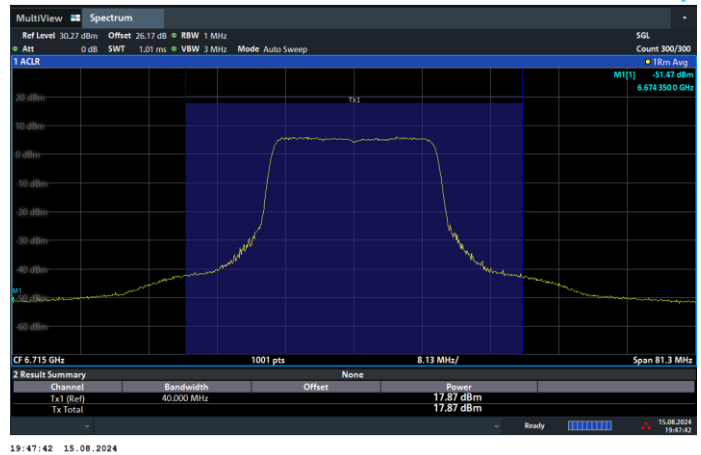 MultiView Spectrum
Ref Level 30.27 dBm Offset 26.17 dB RBW 1 MHz SGL
Att 0 dB SWT 1.01 ms VBW 3 MHz Mode Auto Sweep Count 300/300
1 ACLR 1Rm Avg
M1[1] -51.47 dBm
6.674 350 0 GHz
20 dBm
Tx1
10 dBm
0 dBm
-10 dBm
-20 dBm
-30 dBm
-40 dBm
M1
-50 dBm
-60 dBm
CF 6.715 GHz 1001 pts 8.13 MHz/ Span 81.3 MHz
2 Result Summary None
Channel Bandwidth Offset Power
Tx1 (Ref) 40.000 MHz 17.87 dBm
Tx Total 17.87 dBm
Ready 15.08.2024
19:47:42
19:47:42 15.08.2024